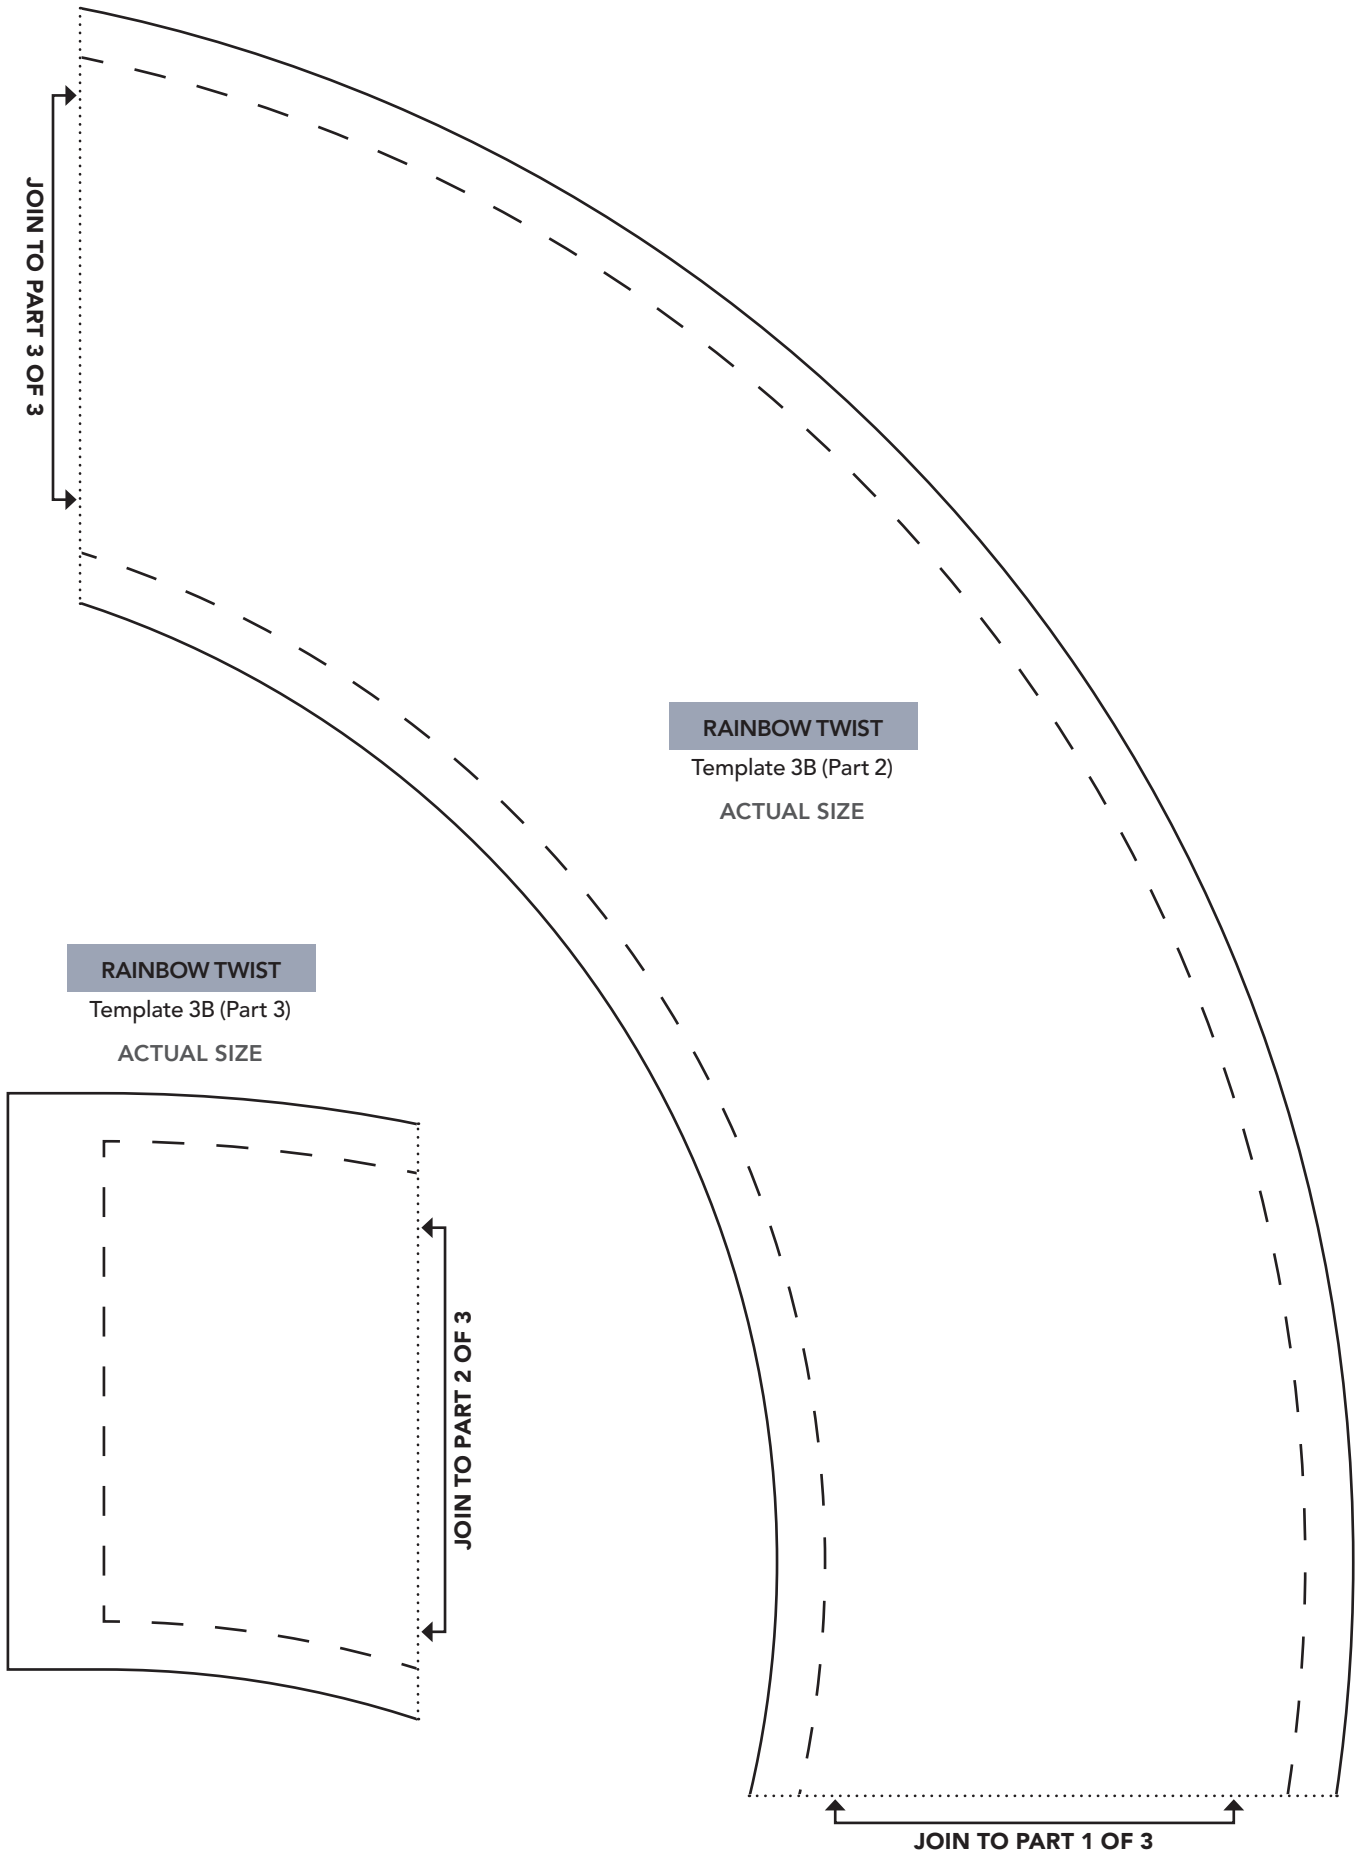 JOIN TO PART 3 OF 3
RAINBOW TWIST
Template 3B (Part 2)
ACTUAL SIZE
RAINBOW TWIST
Template 3B (Part 3)
ACTUAL SIZE
JOIN TO PART 2 OF 3
JOIN TO PART 1 OF 3